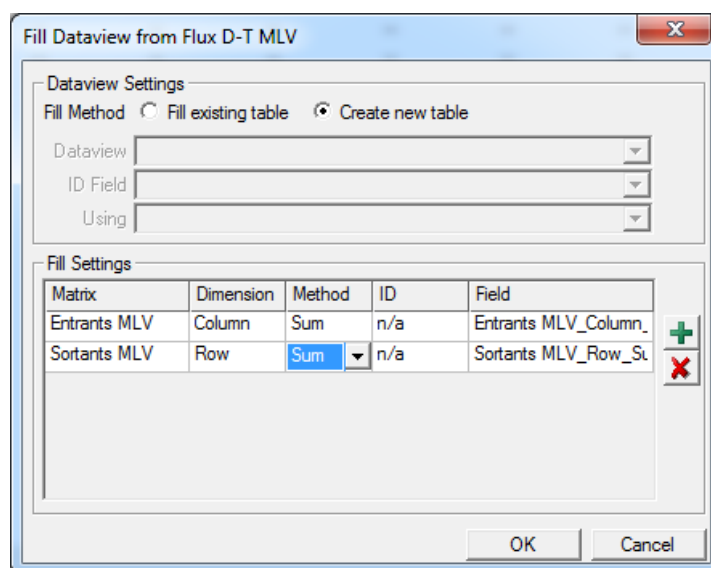 Fill Dataview from Flux D-T MLV
Dataview Settings
Fill Method Fill existing table Create new table
Dataview
ID Field
Using
Fill Settings
Matrix Dimension Method ID Field
Entrants MLV Column Sum n/a Entrants MLV_Column_
Sortants MLV Row Sum n/a Sortants MLV_Row_Su
OK Cancel